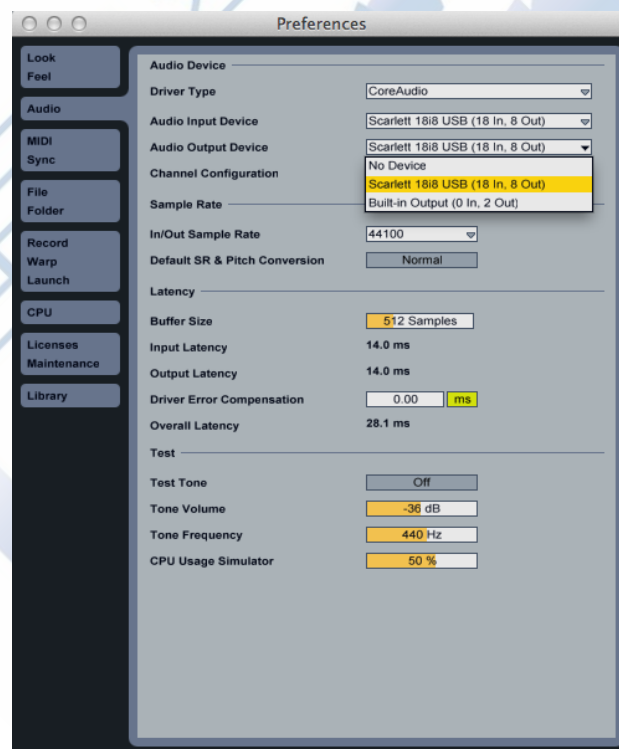 Preferences
Look
Feel
Audio
MIDI
Sync
File
Folder
Record
Warp
Launch
CPU
Licenses
Maintenance
Library
Audio Device
Driver Type CoreAudio
Audio Input Device Scarlett 18i8 USB (18 In, 8 Out)
Audio Output Device Scarlett 18i8 USB (18 In, 8 Out)
No Device
Channel Configuration Scarlett 18i8 USB (18 In, 8 Out)
Sample Rate Built-in Output (0 In, 2 Out)
In/Out Sample Rate 44100
Default SR & Pitch Conversion Normal
Latency
Buffer Size 512 Samples
Input Latency 14.0 ms
Output Latency 14.0 ms
Driver Error Compensation 0.00 ms
Overall Latency 28.1 ms
Test
Test Tone Off
Tone Volume -36 dB
Tone Frequency 440 Hz
CPU Usage Simulator 50 %